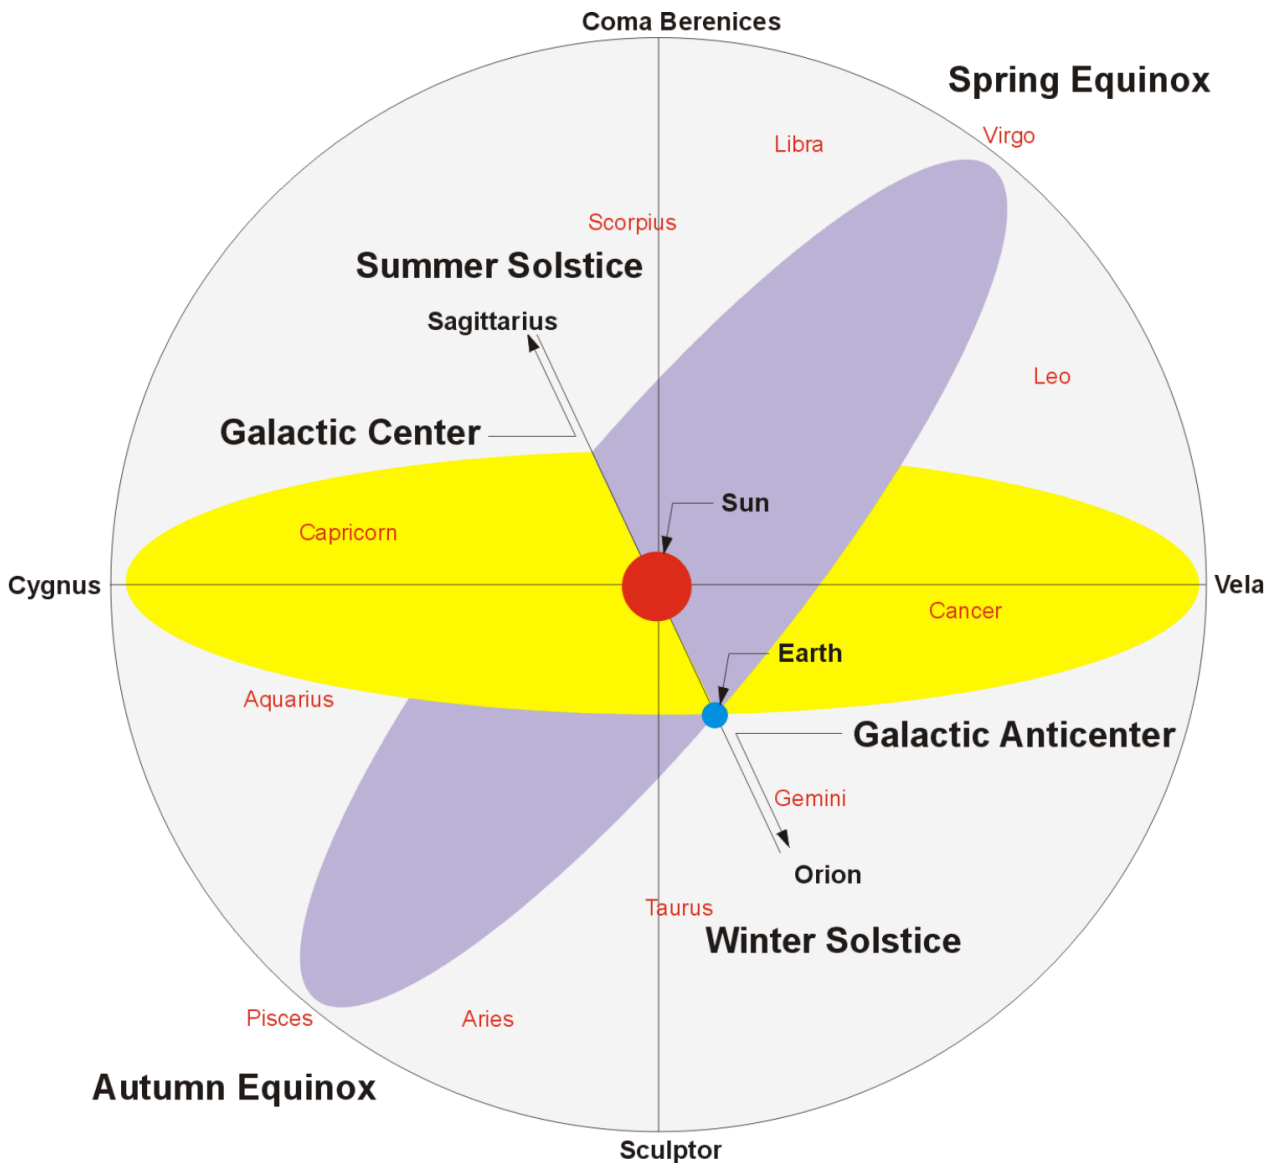 Coma Berenices
Spring Equinox
Virgo
Libra
Scorpius
Summer Solstice
Sagittarius
Leo
Galactic Center
Sun
Capricorn
Cygnus
Vela
Cancer
Earth
Aquarius
Galactic Anticenter
Gemini
Orion
Taurus
Winter Solstice
Pisces
Aries
Autumn Equinox
Sculptor